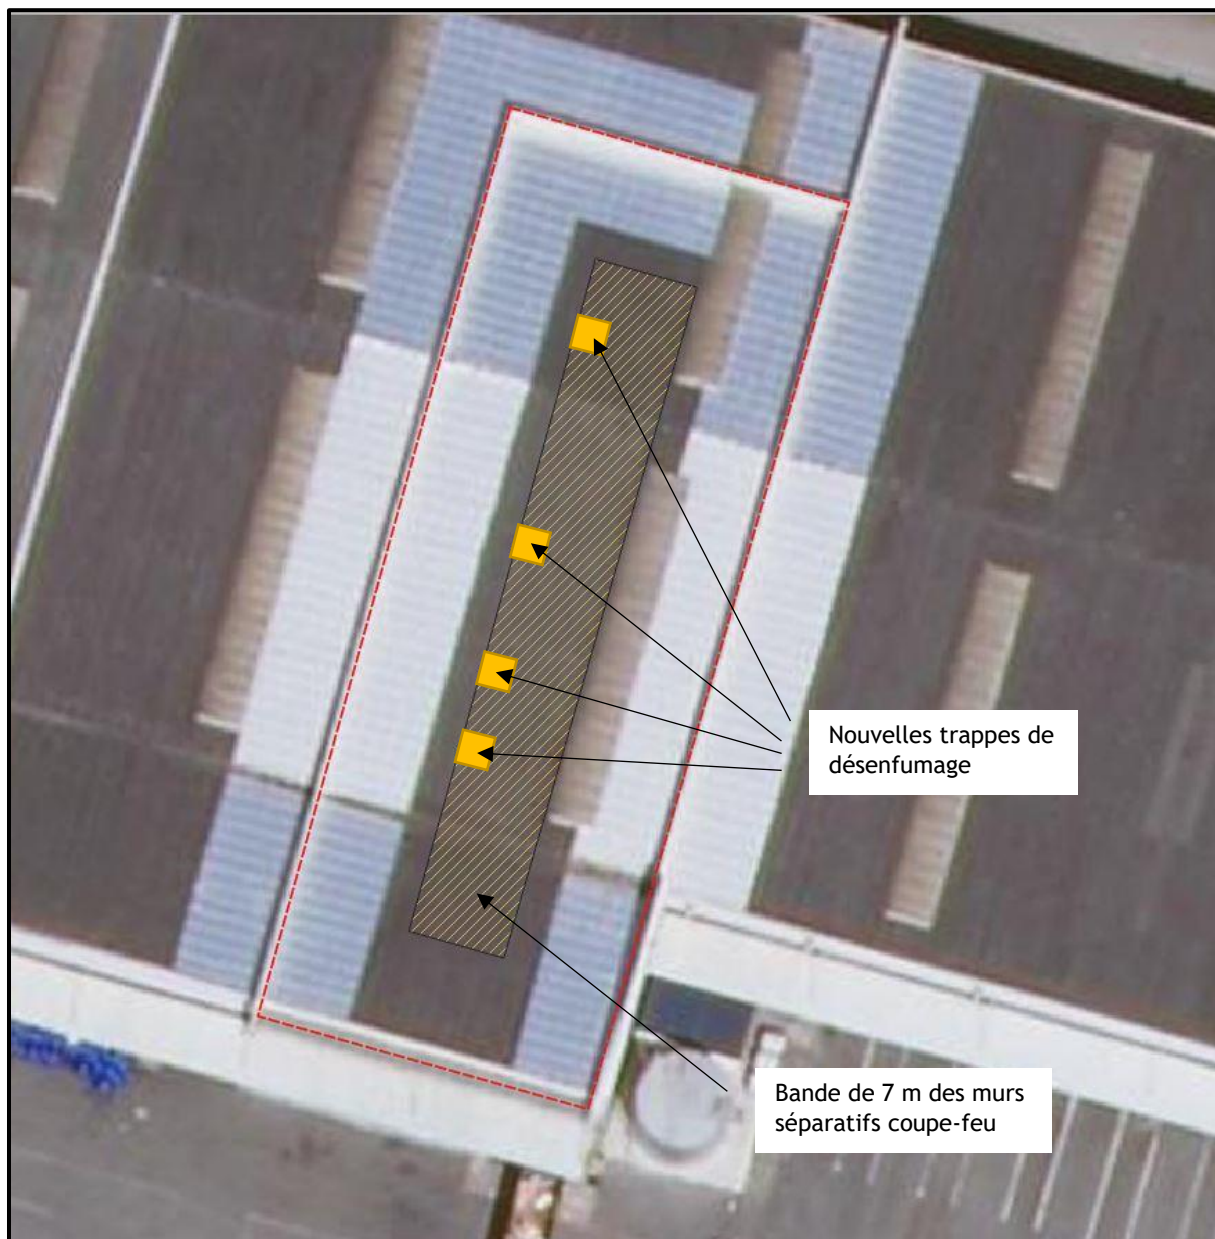 Nouvelles trappes de
désenfumage
Bande de 7 m des murs
séparatifs coupe-feu